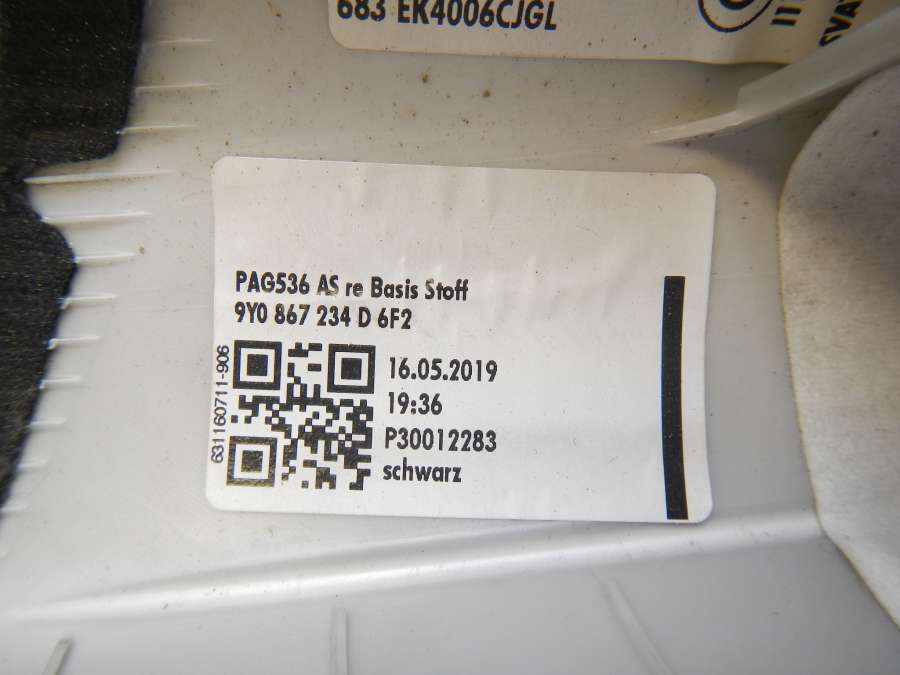 683 EK4006CJGL
PAG536 AS re Basis Stoff
9Y0 867 234 D 6F2
631160711-906
16.05.2019
19:36
P30012283
schwarz